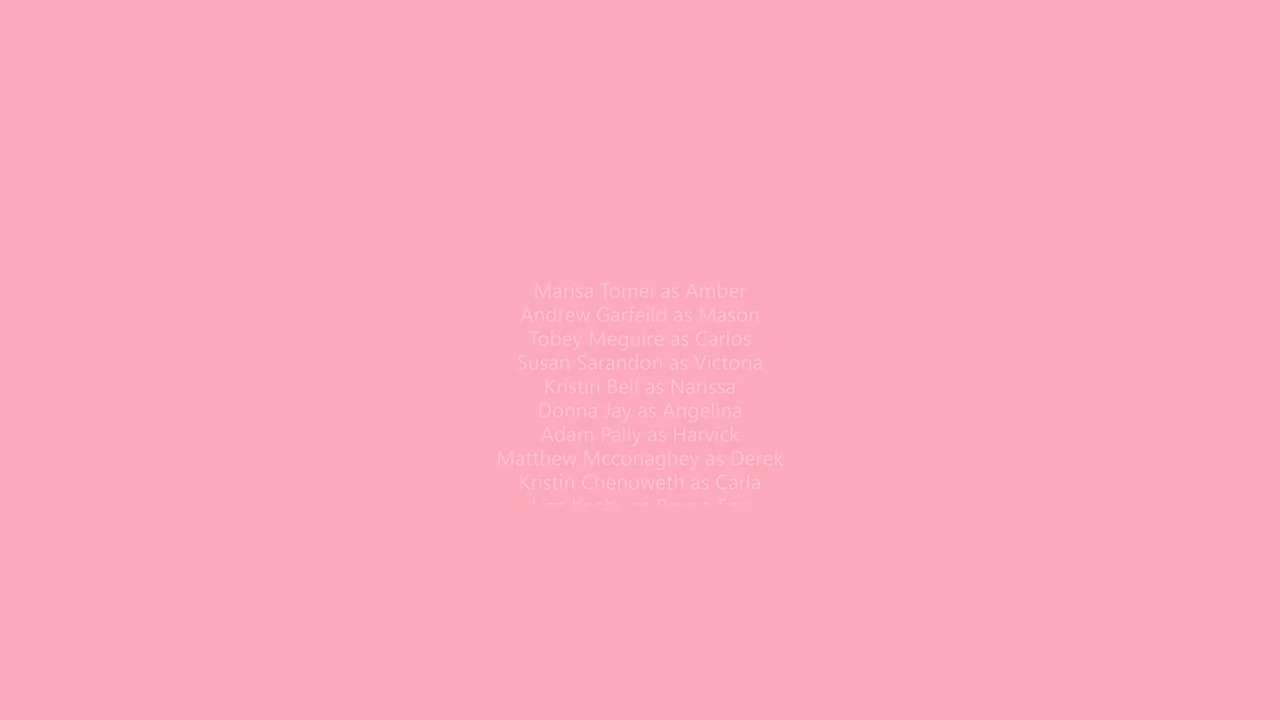 Marisa Tomei as Amber
Andrew Garfeild as Mason
Tobey Meguire as Carlos
Susan Sarandon as Victoria
Kristin Bell as Narissa
Donna Jay as Angelina
Adam Pally as Harvick
Matthew Mcconaghey as Derek
Kristin Chenoweth as Carla
as